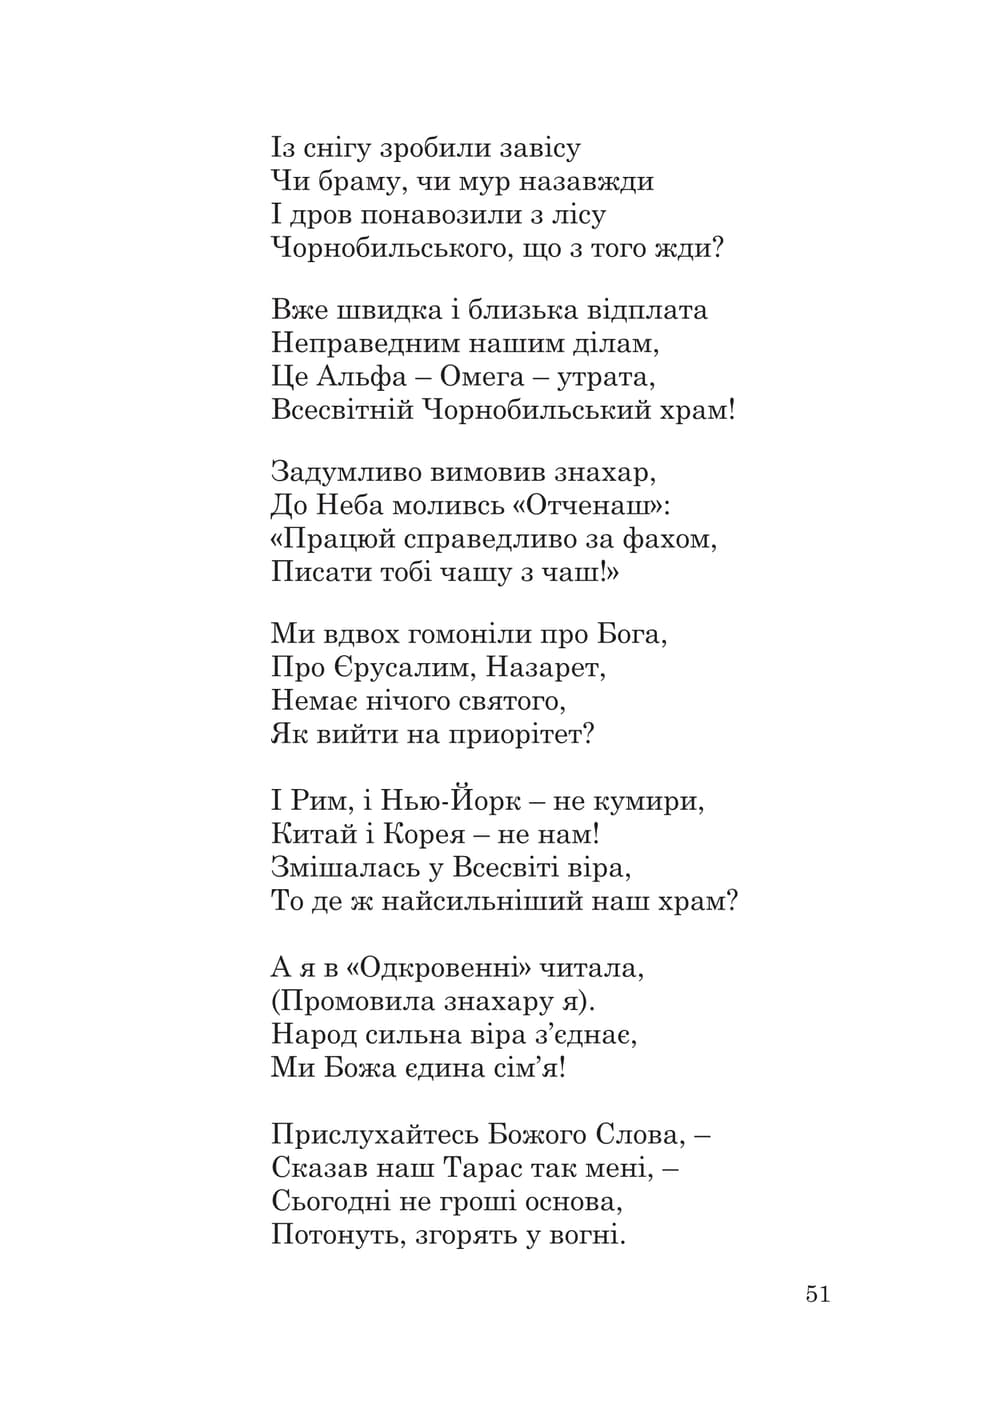 Із снігу зробили завісу
Чи браму, чи мур назавжди
І дров понавозили з лісу
Чорнобильського, що з того жди?
Вже швидка і близька відплата
Неправедним нашим ділам,
Це Альфа – Омега – утрата,
Всесвітній Чорнобильський храм!
Задумливо вимовив знахар,
До Неба моливсь «Отченаш»:
«Працюй справедливо за фахом,
Писати тобі чашу з чаш!»
Ми вдвох гомоніли про Бога,
Про Єрусалим, Назарет,
Немає нічого святого,
Як вийти на приорітет?
І Рим, і Нью-Йорк – не кумири,
Китай і Корея – не нам!
Змішалась у Всесвіті віра,
То де ж найсильніший наш храм?
А я в «Одкровенні» читала,
(Промовила знахару я).
Народ сильна віра з’єднає,
Ми Божа єдина сім’я!
Прислухайтесь Божого Слова, –
Сказав наш Тарас так мені, –
Сьогодні не гроші основа,
Потонуть, згорять у вогні.
51